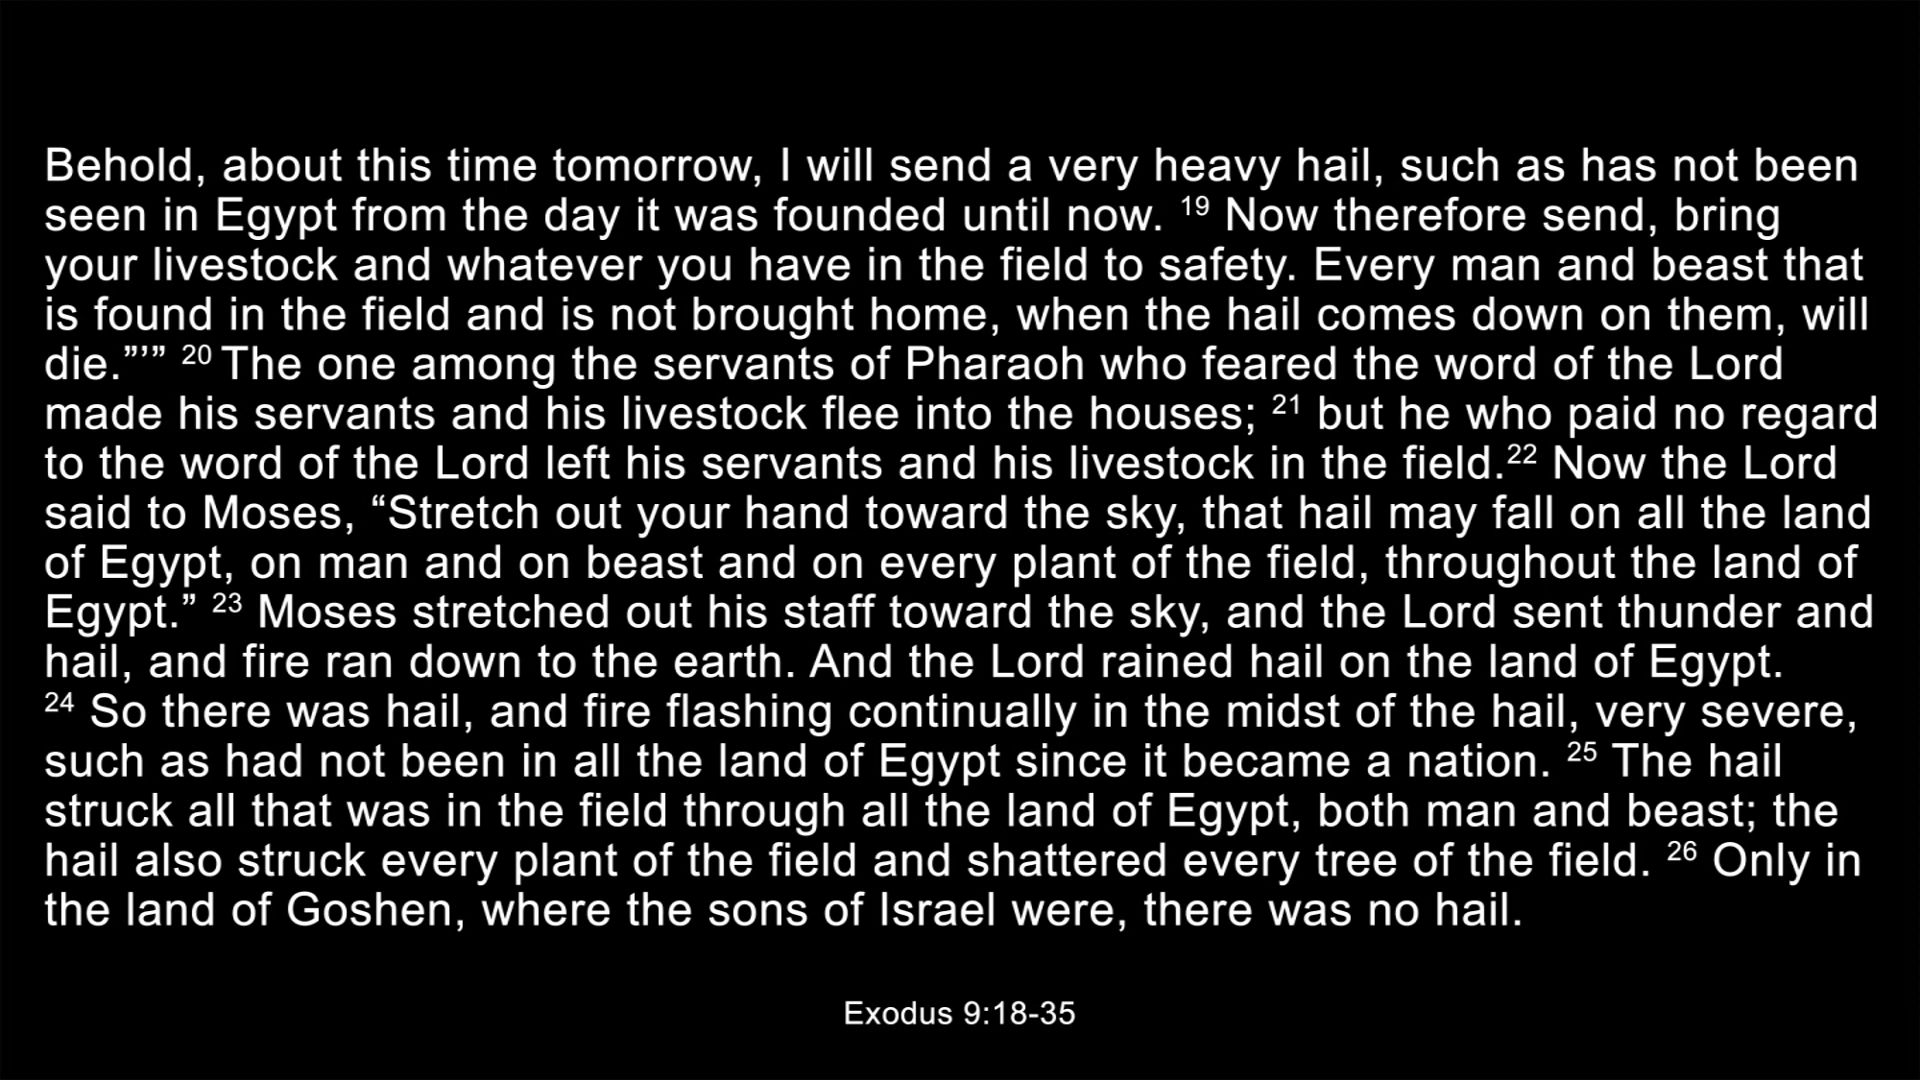 Behold, about this time tomorrow, I will send a very heavy hail, such as has not been
seen in Egypt from the day it was founded until now. 19 Now therefore send, bring
your livestock and whatever you have in the field to safety. Every man and beast that
is found in the field and is not brought home, when the hail comes down on them, will
die.”’” 20 The one among the servants of Pharaoh who feared the word of the Lord
made his servants and his livestock flee into the houses; 21 but he who paid no regard
to the word of the Lord left his servants and his livestock in the field.22 Now the Lord
said to Moses, “Stretch out your hand toward the sky, that hail may fall on all the land
of Egypt, on man and on beast and on every plant of the field, throughout the land of
Egypt.” 23 Moses stretched out his staff toward the sky, and the Lord sent thunder and
hail, and fire ran down to the earth. And the Lord rained hail on the land of Egypt.
24 So there was hail, and fire flashing continually in the midst of the hail, very severe,
such as had not been in all the land of Egypt since it became a nation. 25 The hail
struck all that was in the field through all the land of Egypt, both man and beast; the
hail also struck every plant of the field and shattered every tree of the field. 26 Only in
the land of Goshen, where the sons of Israel were, there was no hail.
Exodus 9:18-35